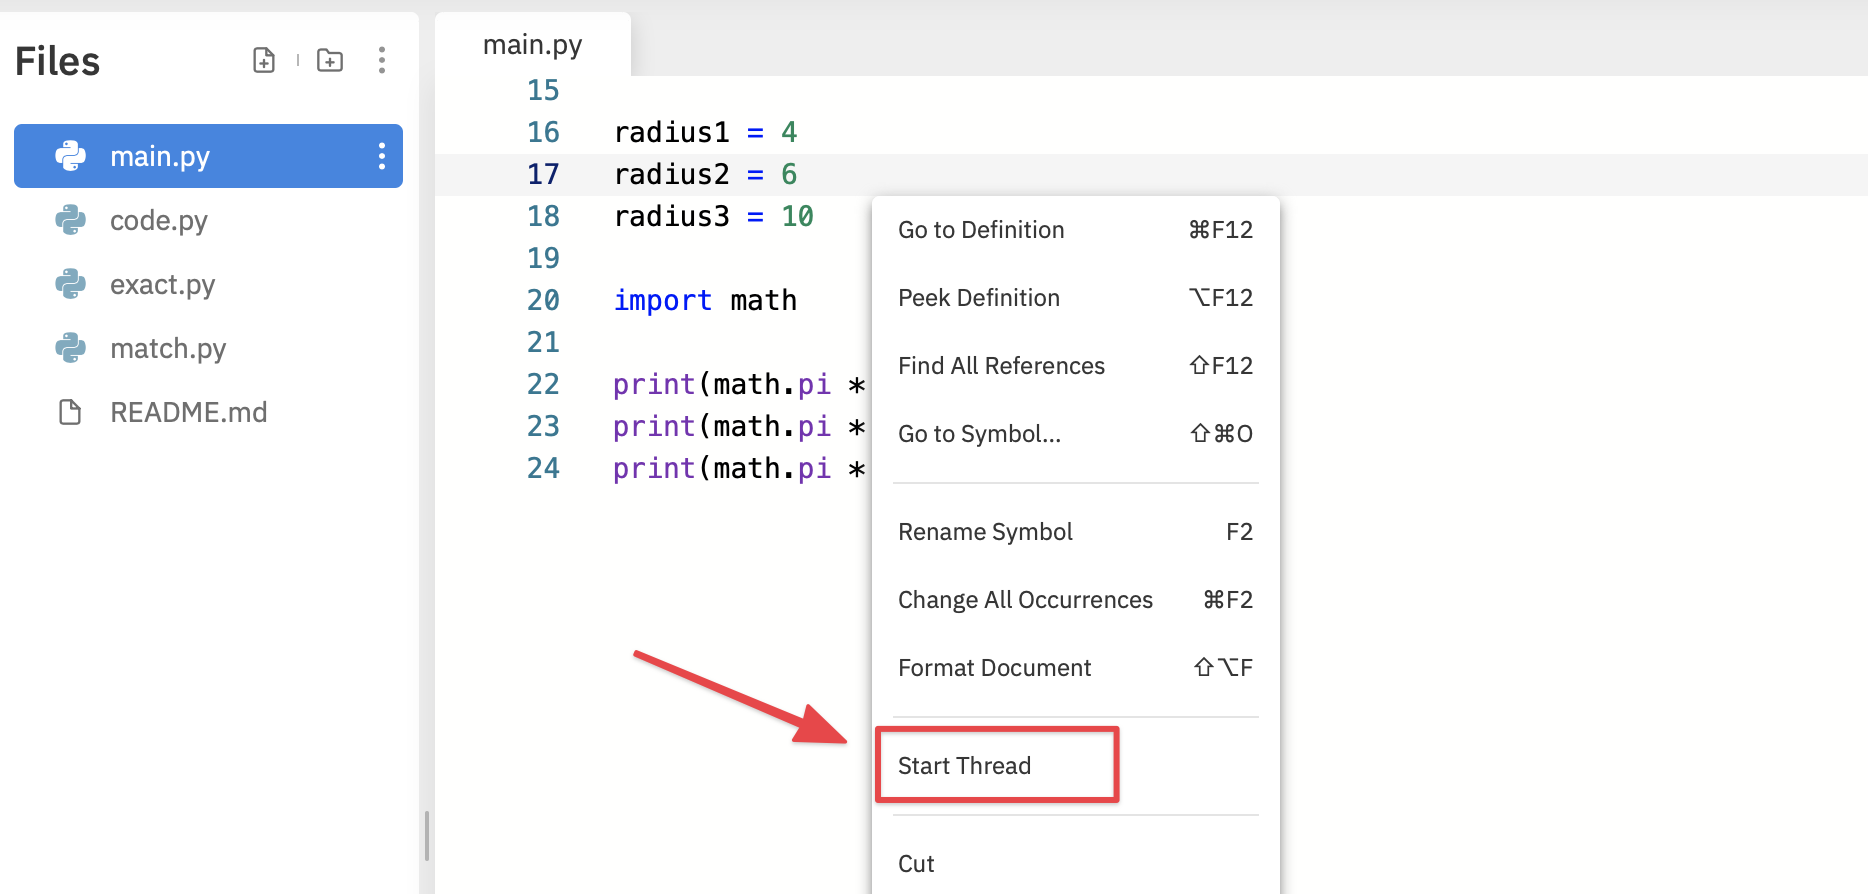 Files
main.py
code.py
exact.py
match.py
README.md
main.py
15
16 radius1 = 4
17 radius2 = 6
18 radius3 = 10
19
20 import math
21
22 print(math.pi *
23 print(math.pi *
24 print(math.pi *
Go to Definition ⌘F12
Peek Definition ⌥F12
Find All References ⇧F12
Go to Symbol... ⇧⌘O
Rename Symbol F2
Change All Occurrences ⌘F2
Format Document ⇧⌥F
Start Thread
Cut